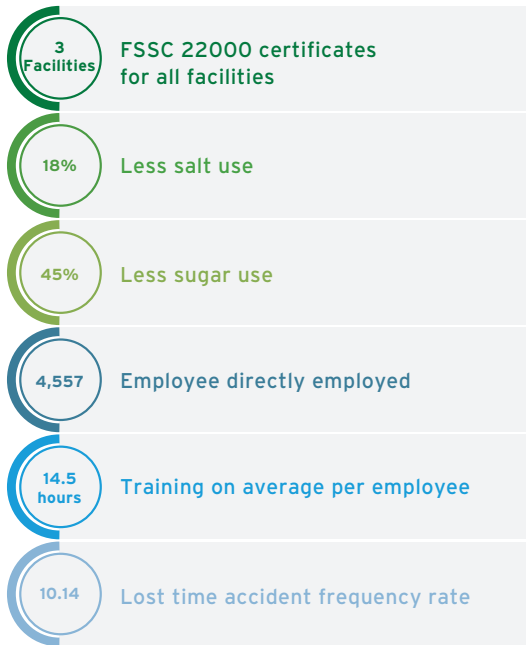 3
Facilities
FSSC 22000 certificates
for all facilities
18%
Less salt use
45%
Less sugar use
4,557
Employee directly employed
14.5
hours
Training on average per employee
10.14
Lost time accident frequency rate